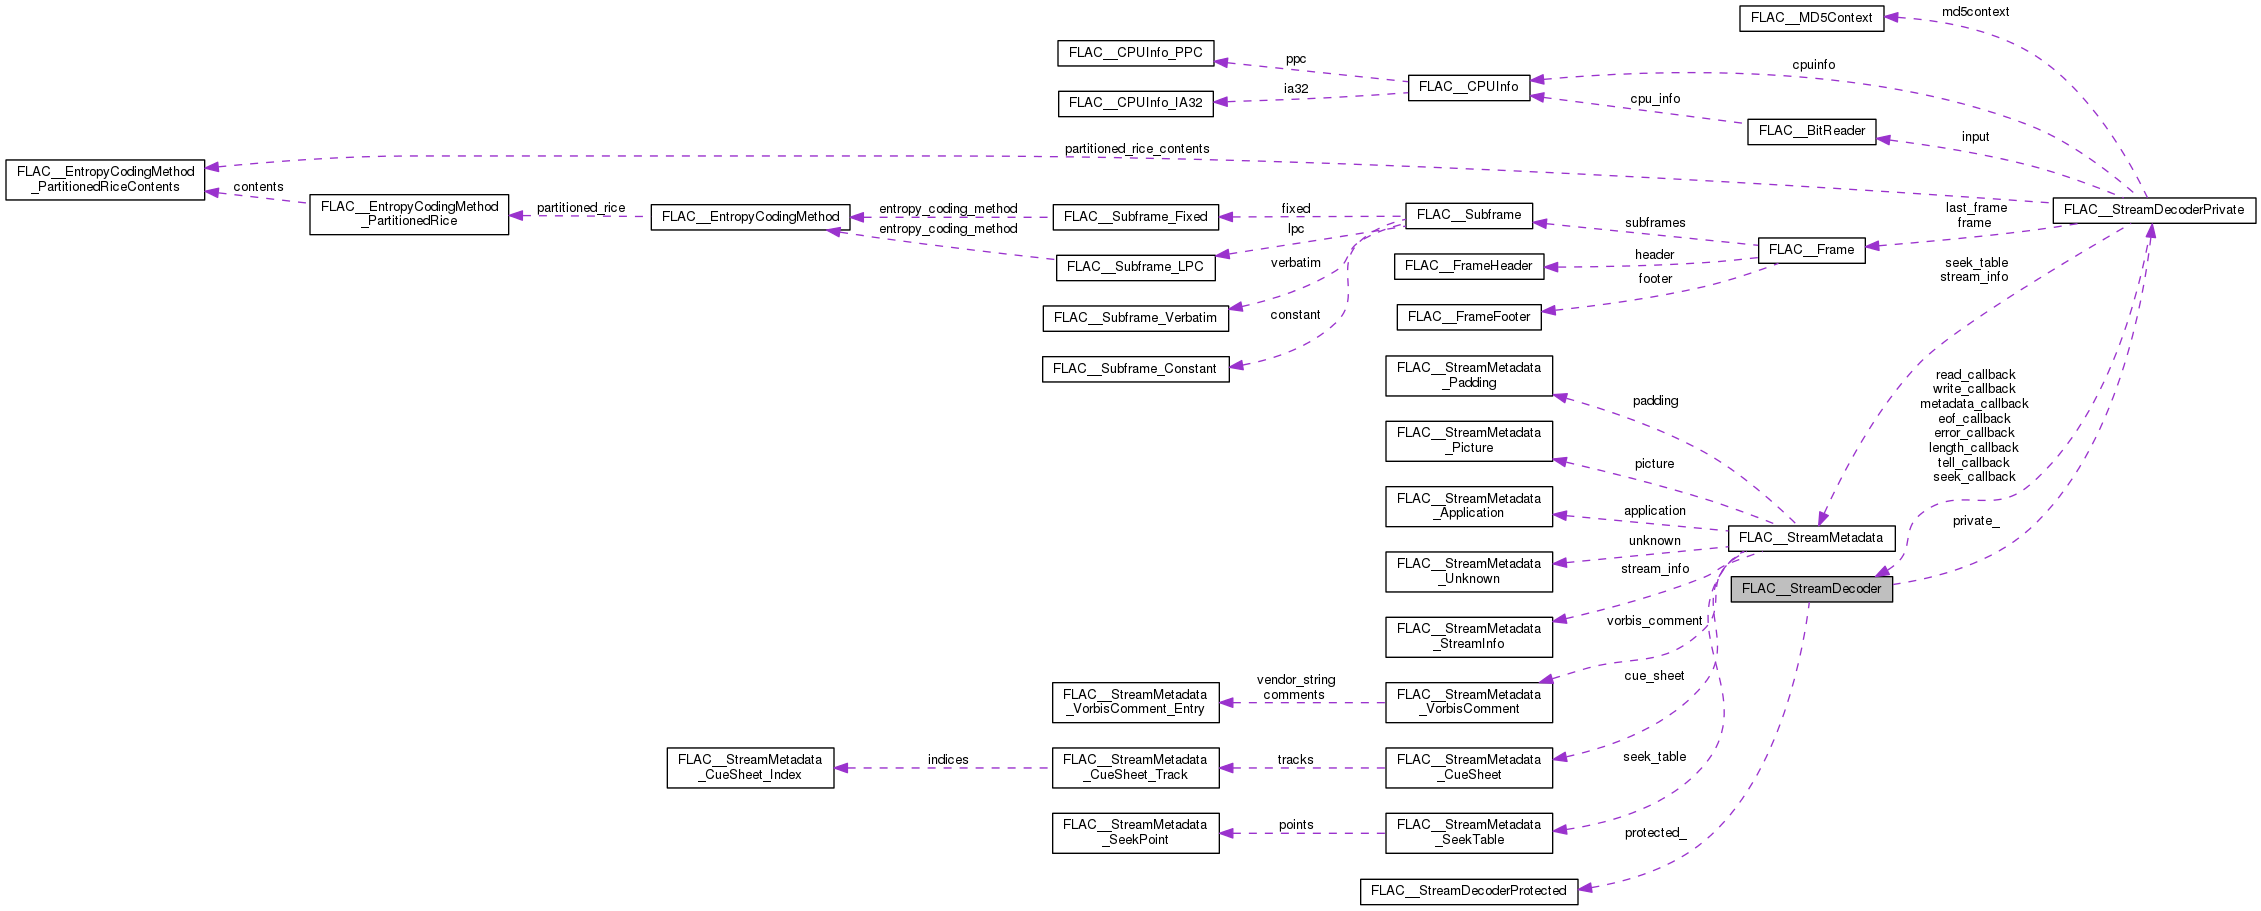 md5context
FLAC__MD5Context
FLAC__CPUInfo_PPC
ppc
cpuinfo
FLAC__CPUInfo
ia32
FLAC__CPUInfo_IA32
cpu_info
FLAC__BitReader
input
partitioned_rice_contents
FLAC__EntropyCodingMethod
_PartitionedRiceContents
contents
FLAC__EntropyCodingMethod
_PartitionedRice
partitioned_rice
FLAC__EntropyCodingMethod
entropy_coding_method
entropy_coding_method
FLAC__Subframe_Fixed
fixed
lpc
FLAC__Subframe
subframes
last_frame
frame
FLAC__StreamDecoderPrivate
FLAC__Subframe_LPC
verbatim
FLAC__FrameHeader
header
FLAC__Frame
footer
seek_table
stream_info
FLAC__Subframe_Verbatim
constant
FLAC__FrameFooter
FLAC__Subframe_Constant
FLAC__StreamMetadata
_Padding
padding
read_callback
write_callback
metadata_callback
eof_callback
error_callback
length_callback
tell_callback
seek_callback
FLAC__StreamMetadata
_Picture
picture
FLAC__StreamMetadata
_Application
application
private_
FLAC__StreamMetadata
unknown
FLAC__StreamMetadata
_Unknown
stream_info
FLAC__StreamDecoder
FLAC__StreamMetadata
_StreamInfo
vorbis_comment
FLAC__StreamMetadata
_VorbisComment_Entry
vendor_string
comments
FLAC__StreamMetadata
_VorbisComment
cue_sheet
FLAC__StreamMetadata
_CueSheet_Index
indices
FLAC__StreamMetadata
_CueSheet_Track
tracks
FLAC__StreamMetadata
_CueSheet
seek_table
FLAC__StreamMetadata
_SeekPoint
points
FLAC__StreamMetadata
_SeekTable
protected_
FLAC__StreamDecoderProtected